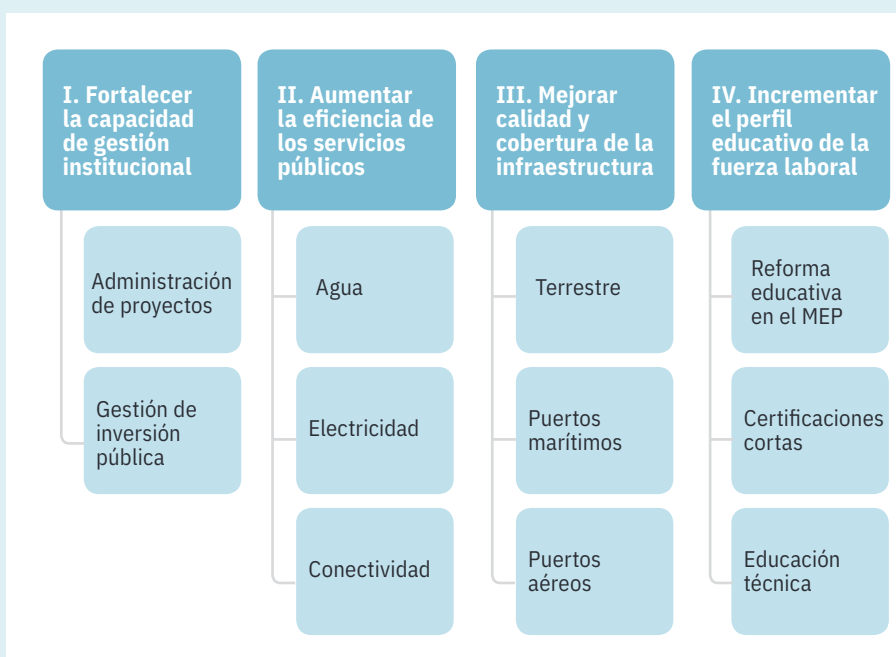 I. Fortalecer
la capacidad
de gestión
institucional
Administración
de proyectos
Gestión de
inversión
pública
II. Aumentar
la eficiencia de
los servicios
públicos
Agua
Electricidad
Conectividad
III. Mejorar
calidad y
cobertura de la
infraestructura
Terrestre
Puertos
marítimos
Puertos
aéreos
IV. Incrementar
el perfil
educativo de la
fuerza laboral
Reforma
educativa
en el MEP
Certificaciones
cortas
Educación
técnica